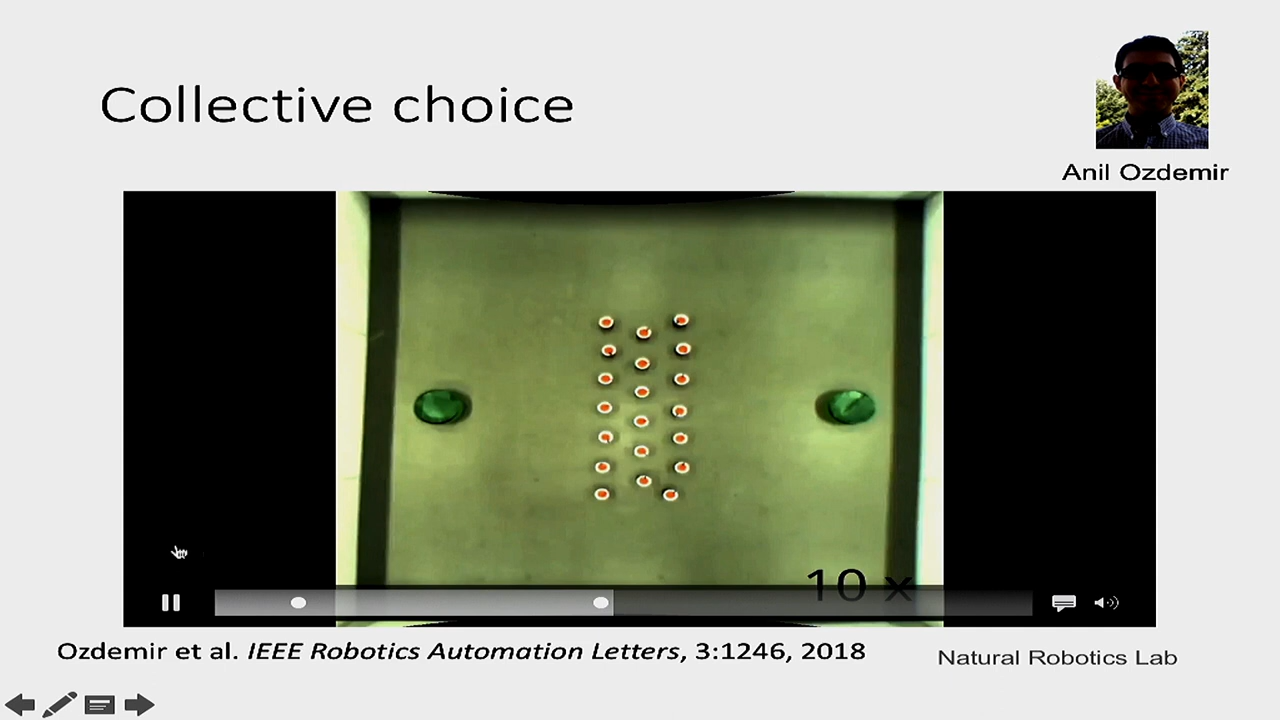 Collective choice
Anil Ozdemir
10 x
Ozdemir et al. IEEE Robotics Automation Letters, 3:1246, 2018
Natural Robotics Lab